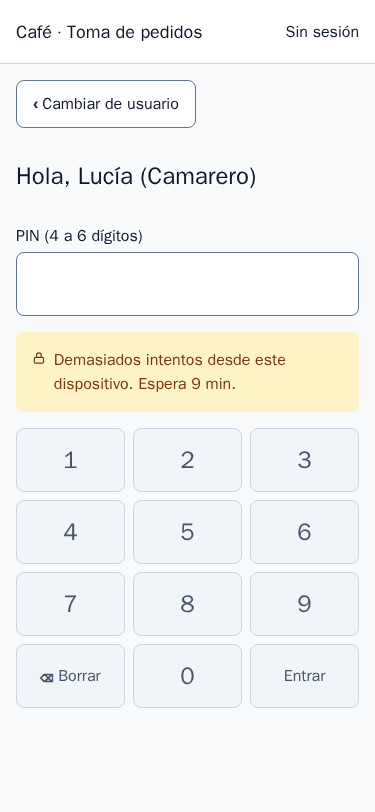 Café · Toma de pedidos
Sin sesión
‹ Cambiar de usuario
Hola, Lucía (Camarero)
PIN (4 a 6 dígitos)
Demasiados intentos desde este
dispositivo. Espera 9 min.
1 2 3
4 5 6
7 8 9
⌫ Borrar 0 Entrar